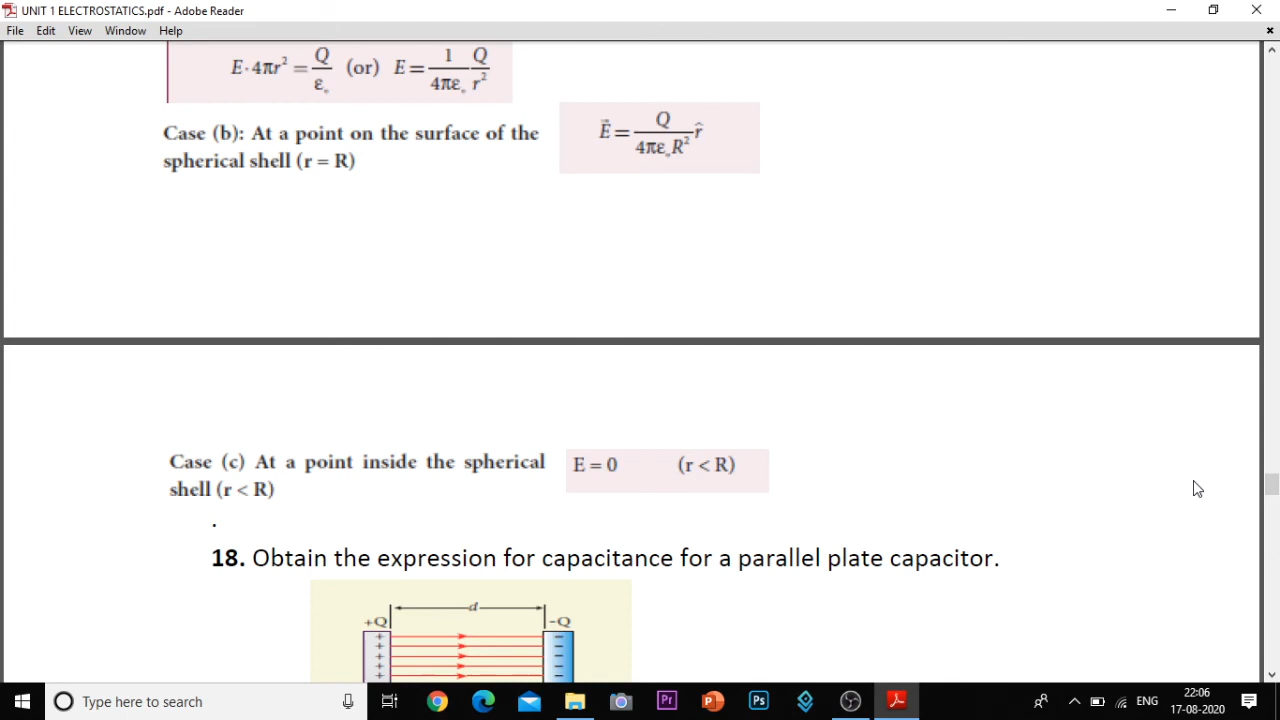 UNIT 1 ELECTROSTATICS.pdf - Adobe Reader
File Edit View Window Help
E·4πr² = Q/ε₀ (or) E = 1/4πε₀ Q/r²
Case (b): At a point on the surface of the
spherical shell (r = R)
E⃗ = Q/4πε₀R² r̂
Case (c) At a point inside the spherical
shell (r < R)
E = 0 (r < R)
.
18. Obtain the expression for capacitance for a parallel plate capacitor.
d
+Q -Q
+ −
+ −
+ −
+ −
+ −
Type here to search
Pr
P
Ps
ENG
22:06
17-08-2020